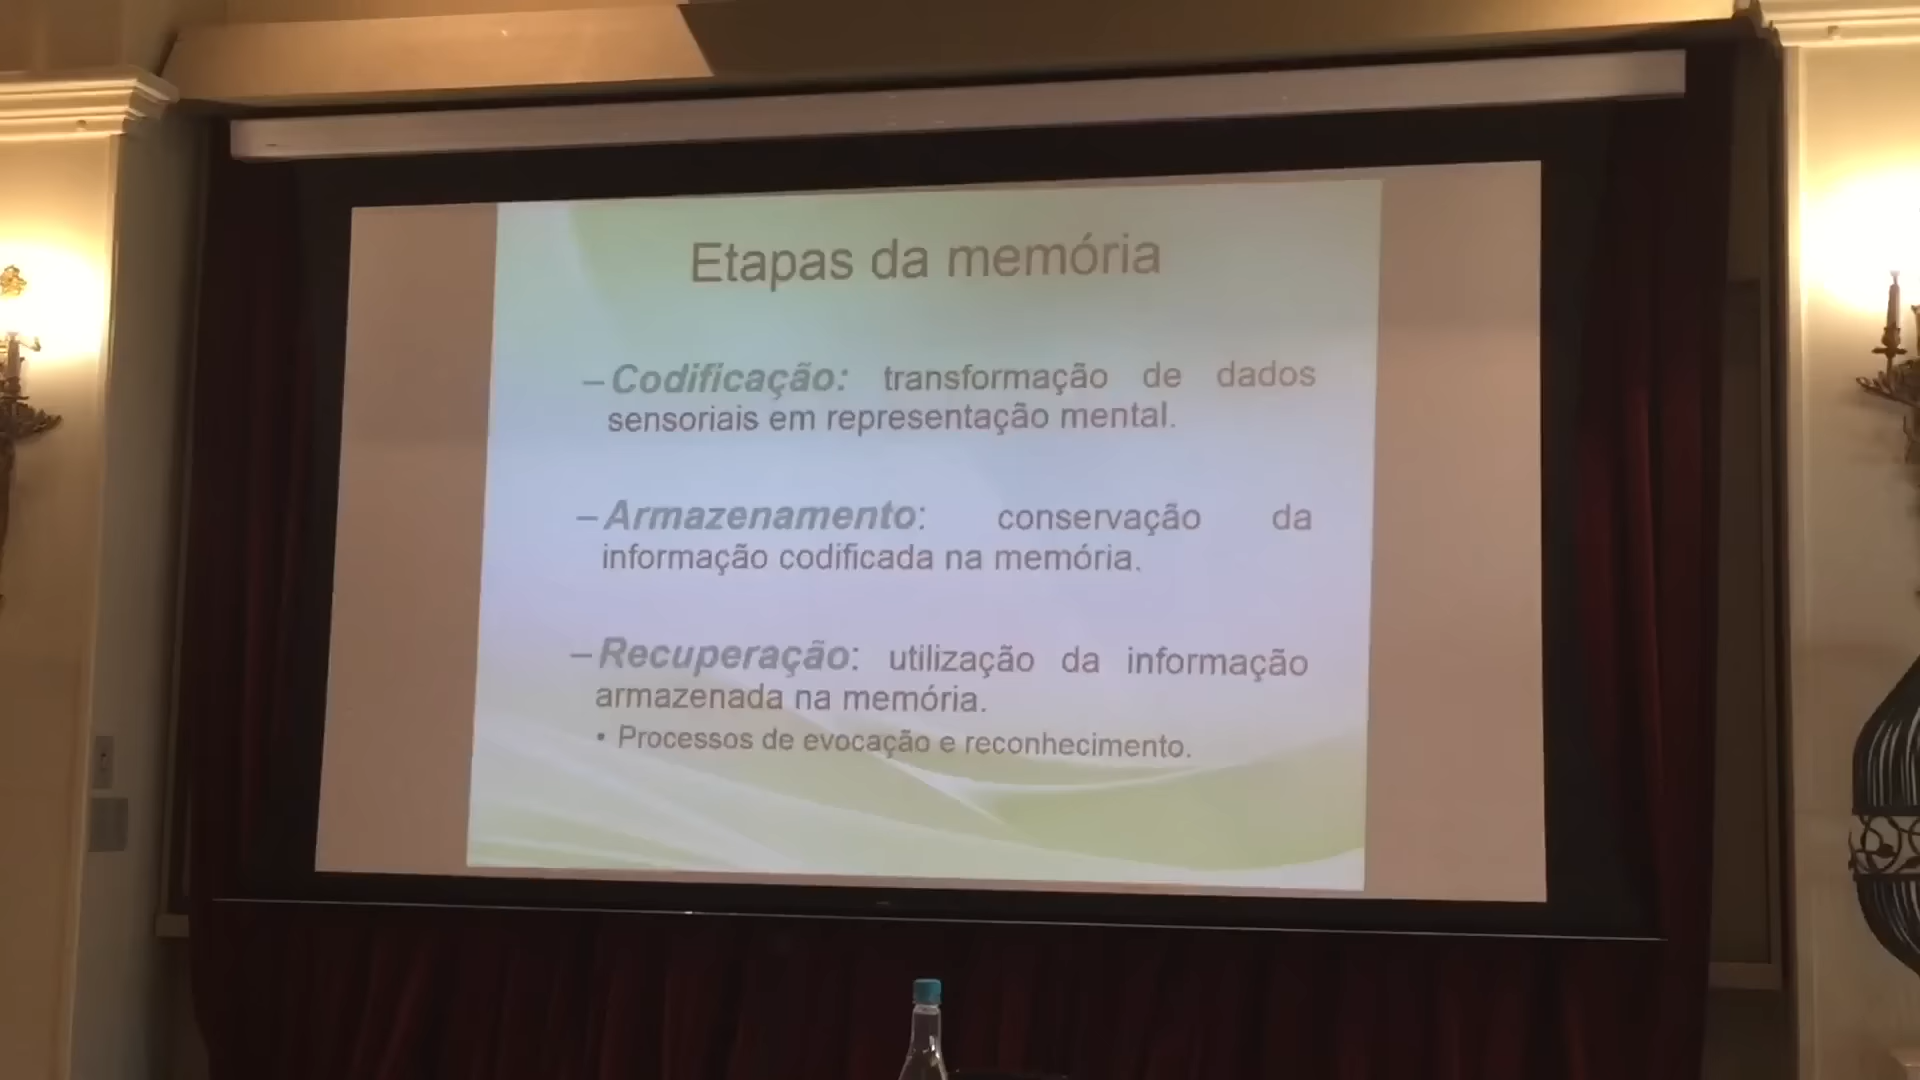 Etapas da memória
–Codificação: transformação de dados
sensoriais em representação mental.
–Armazenamento: conservação da
informação codificada na memória.
–Recuperação: utilização da informação
armazenada na memória.
• Processos de evocação e reconhecimento.